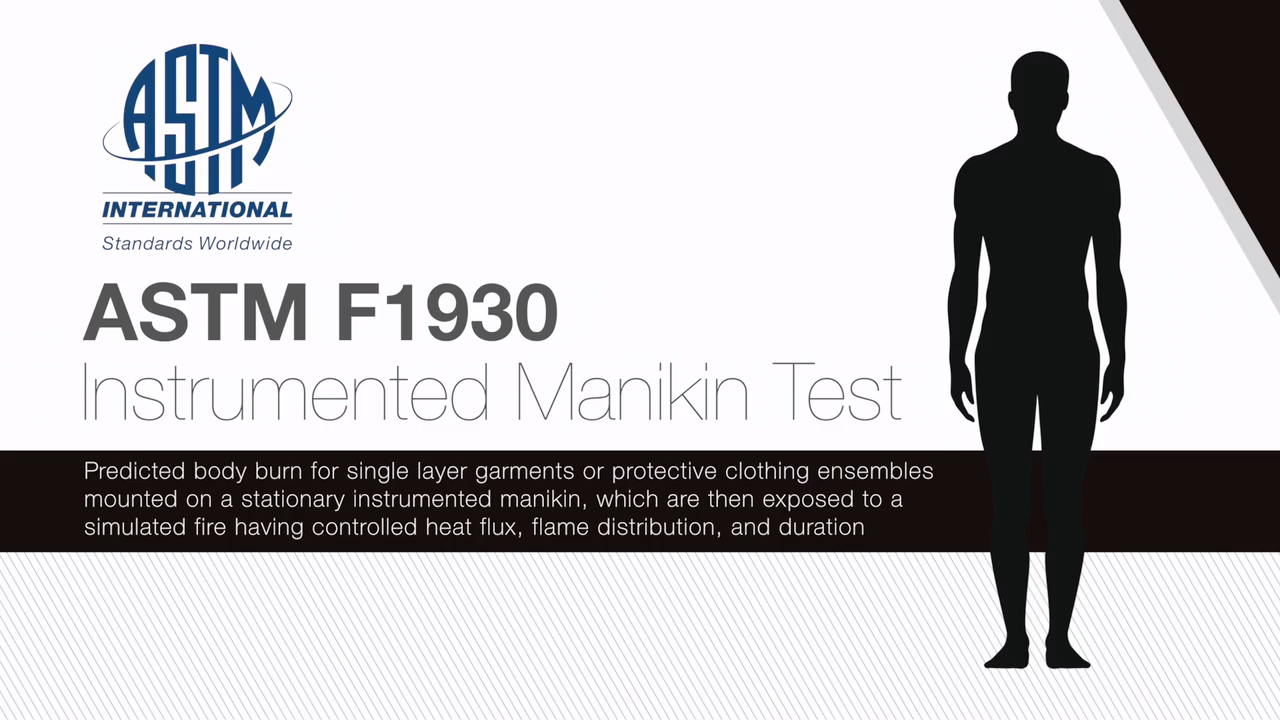 ASTM
INTERNATIONAL
Standards Worldwide
ASTM F1930
Instrumented Manikin Test
Predicted body burn for single layer garments or protective clothing ensembles
mounted on a stationary instrumented manikin, which are then exposed to a
simulated fire having controlled heat flux, flame distribution, and duration